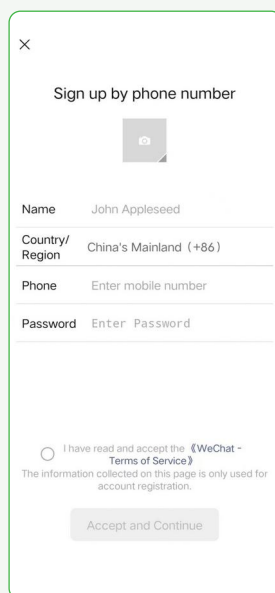 Sign up by phone number
Name John Appleseed
Country/
Region China's Mainland (+86)
Phone Enter mobile number
Password Enter Password
I have read and accept the 《WeChat -
Terms of Service》
The information collected on this page is only used for
account registration.
Accept and Continue